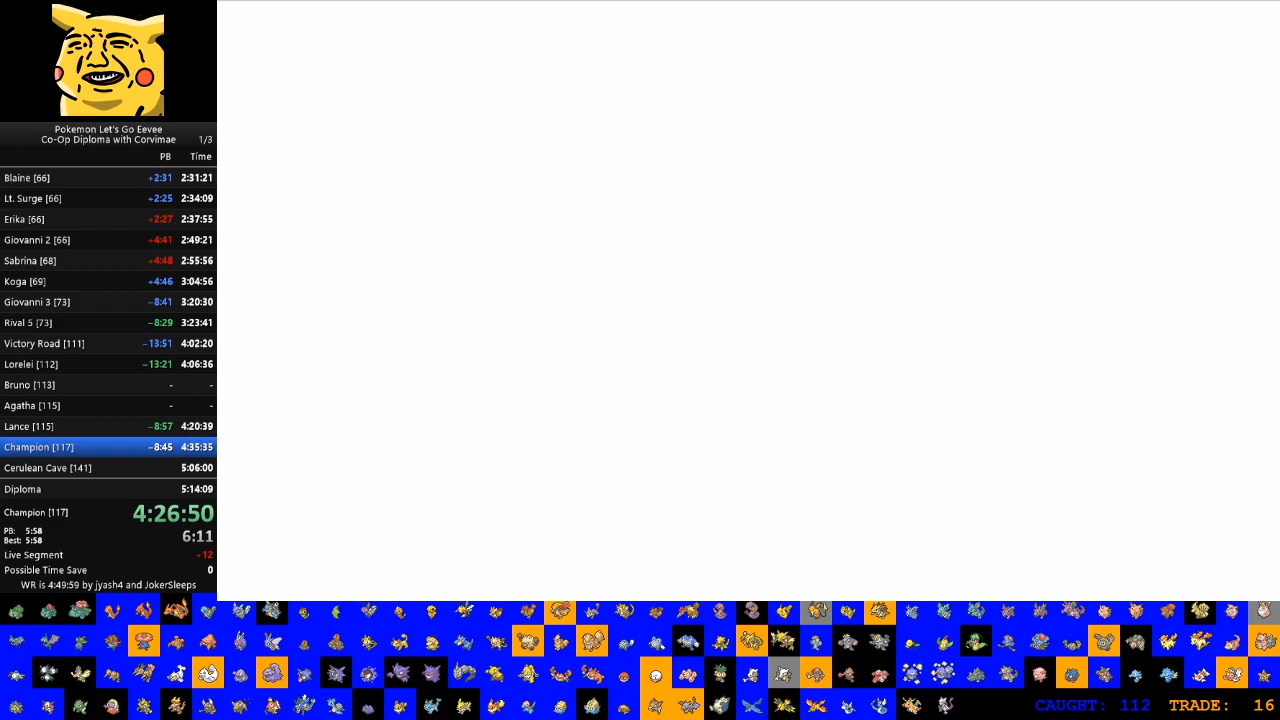 Pokemon Let's Go Eevee
Co-Op Diploma with Corvimae 1/3
PB Time
Blaine [66] +2:31 2:31:21
Lt. Surge [66] +2:25 2:34:09
Erika [66] +2:27 2:37:55
Giovanni 2 [66] +4:41 2:49:21
Sabrina [68] +4:48 2:55:56
Koga [69] +4:46 3:04:56
Giovanni 3 [73] −8:41 3:20:30
Rival 5 [73] −8:29 3:23:41
Victory Road [111] −13:51 4:02:20
Lorelei [112] −13:21 4:06:36
Bruno [113] - -
Agatha [115] - -
Lance [115] −8:57 4:20:39
Champion [117] −8:45 4:35:35
Cerulean Cave [141] 5:06:00
Diploma 5:14:09
Champion [117] 4:26:50
PB: 5:58
Best: 5:58 6:11
Live Segment +12
Possible Time Save 0
WR is 4:49:59 by jyash4 and JokerSleeps
CAUGHT: 112 TRADE: 16